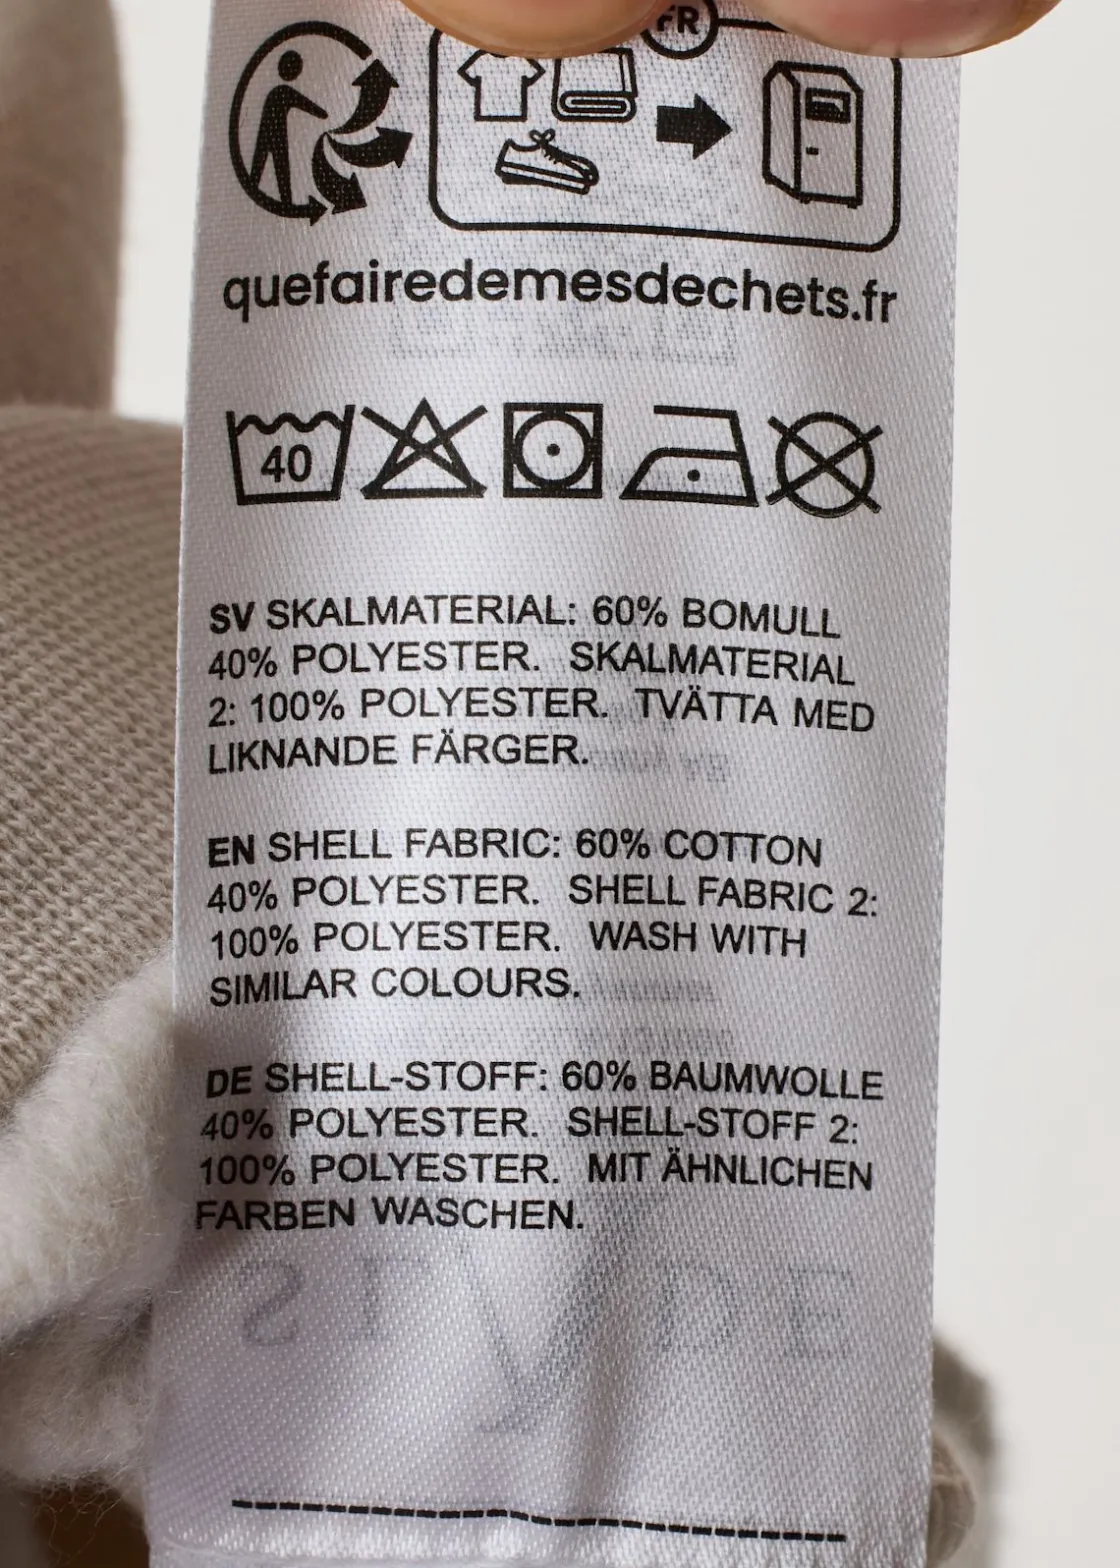 FR
quefairedemesdechets.fr
40
SV SKALMATERIAL: 60% BOMULL
40% POLYESTER. SKALMATERIAL
2: 100% POLYESTER. TVÄTTA MED
LIKNANDE FÄRGER.
EN SHELL FABRIC: 60% COTTON
40% POLYESTER. SHELL FABRIC 2:
100% POLYESTER. WASH WITH
SIMILAR COLOURS.
DE SHELL-STOFF: 60% BAUMWOLLE
40% POLYESTER. SHELL-STOFF 2:
100% POLYESTER. MIT ÄHNLICHEN
FARBEN WASCHEN.